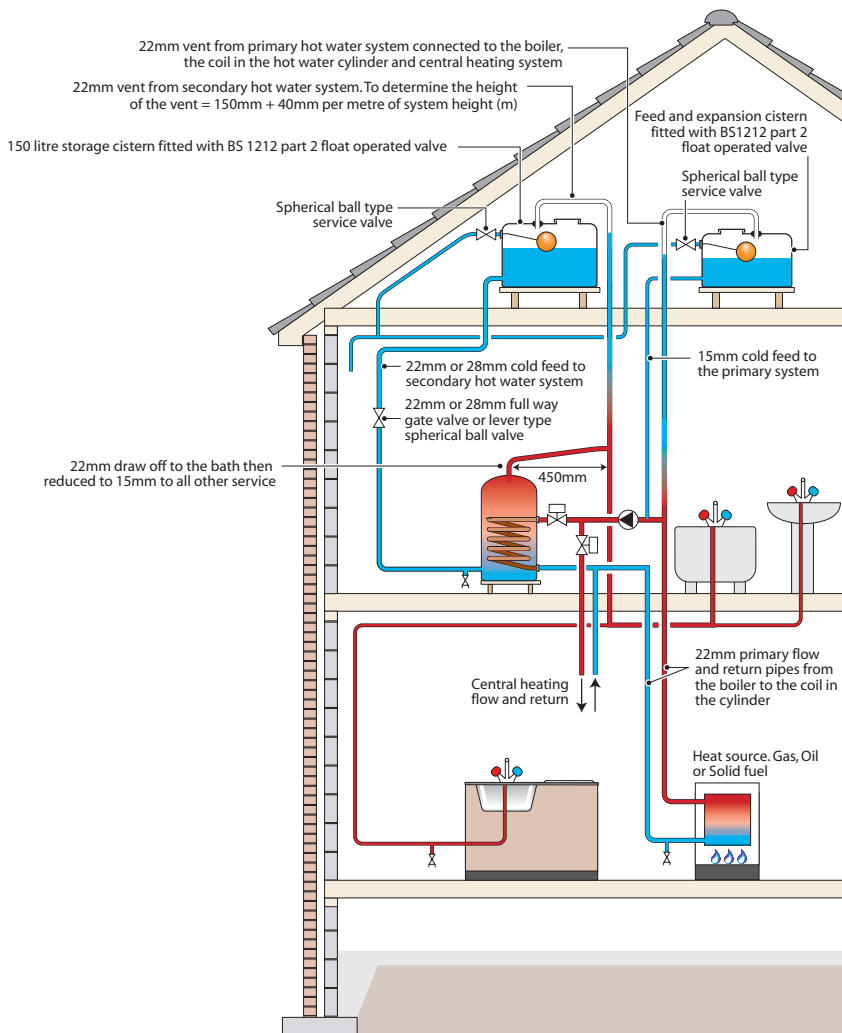 22mm vent from primary hot water system connected to the boiler,
the coil in the hot water cylinder and central heating system
22mm vent from secondary hot water system. To determine the height
of the vent = 150mm + 40mm per metre of system height (m)
Feed and expansion cistern
fitted with BS1212 part 2
float operated valve
150 litre storage cistern fitted with BS 1212 part 2 float operated valve
Spherical ball type
service valve
Spherical ball type
service valve
22mm or 28mm cold feed to
secondary hot water system
15mm cold feed to
the primary system
22mm or 28mm full way
gate valve or lever type
spherical ball valve
22mm draw off to the bath then
reduced to 15mm to all other service
450mm
Central heating
flow and return
22mm primary flow
and return pipes from
the boiler to the coil in
the cylinder
Heat source. Gas, Oil
or Solid fuel